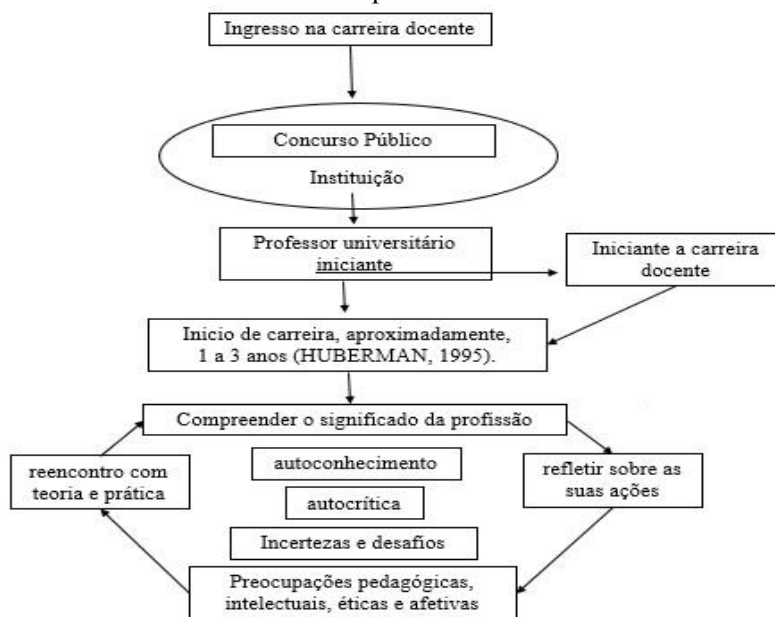 Ingresso na carreira docente
Concurso Público
Instituição
Professor universitário
iniciante
Iniciante a carreira
docente
Inicio de carreira, aproximadamente,
1 a 3 anos (HUBERMAN, 1995).
Compreender o significado da profissão
reencontro com
teoria e prática
autoconhecimento
refletir sobre as
suas ações
autocrítica
Incertezas e desafios
Preocupações pedagógicas,
intelectuais, éticas e afetivas